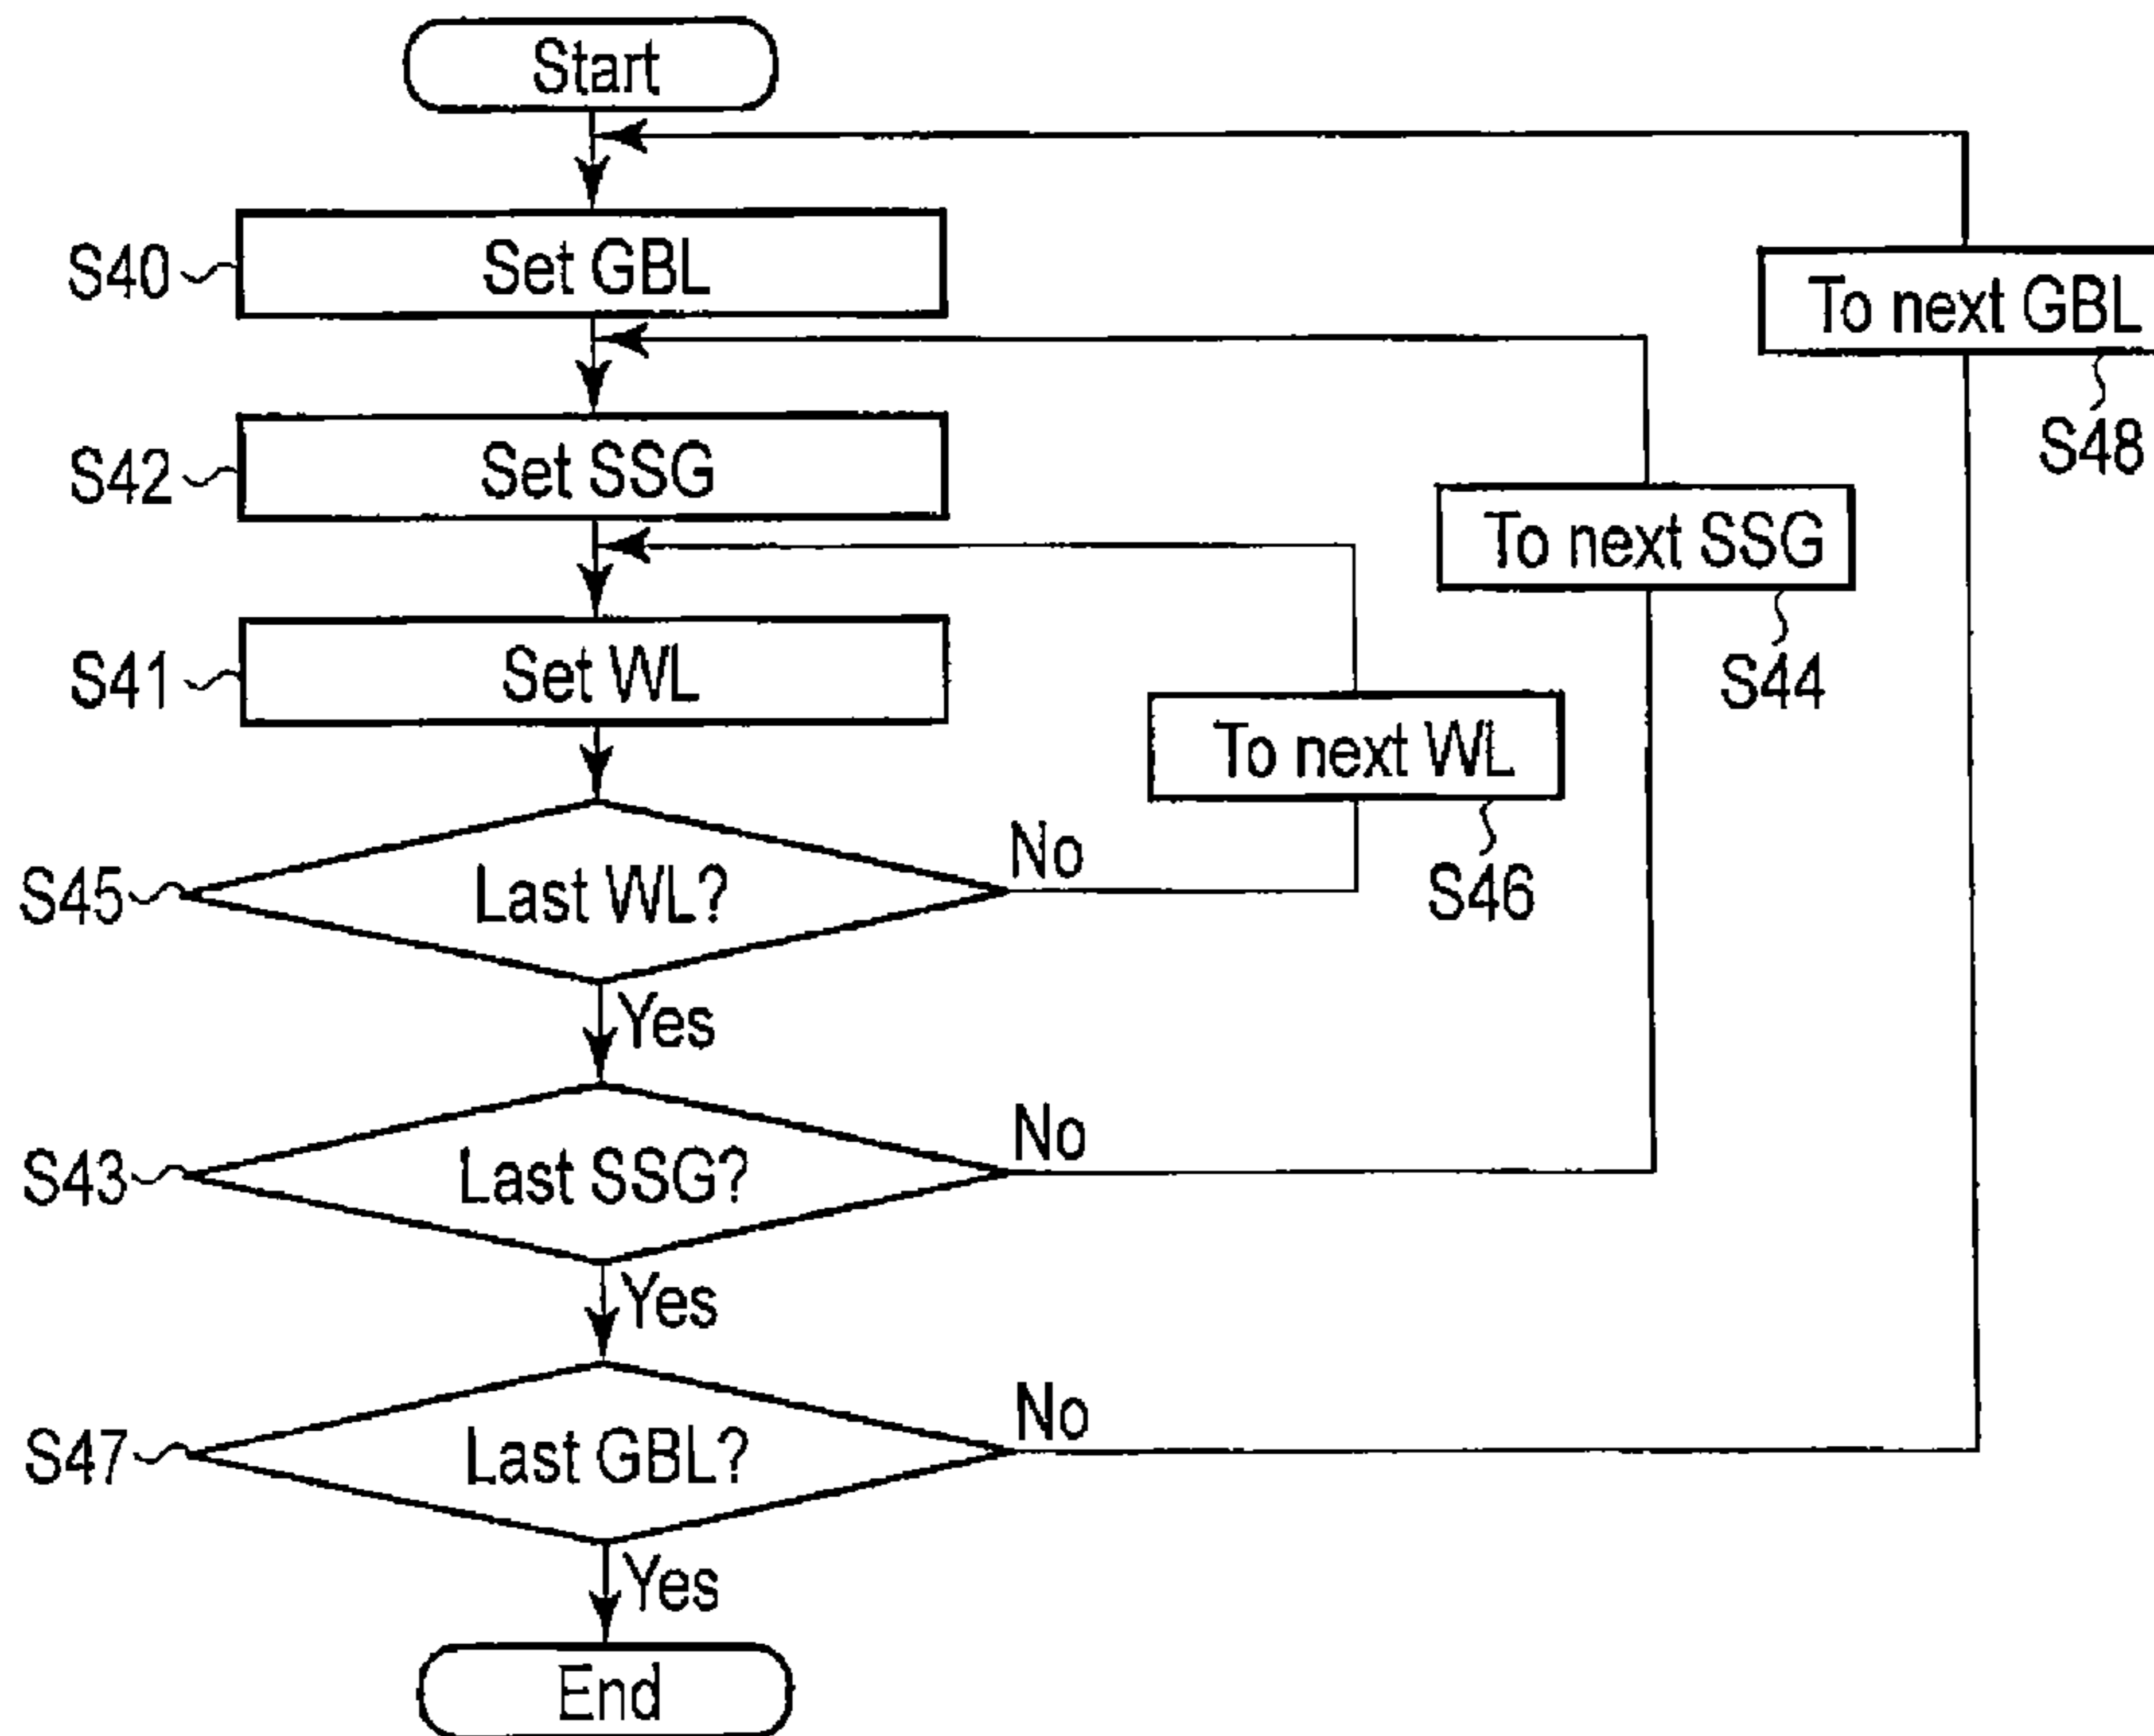 Start
S40
Set GBL
To next GBL
S48
S42
Set SSG
To next SSG
S44
S41
Set WL
To next WL
S46
S45
Last WL?
No
Yes
S43
Last SSG?
No
Yes
S47
Last GBL?
No
Yes
End